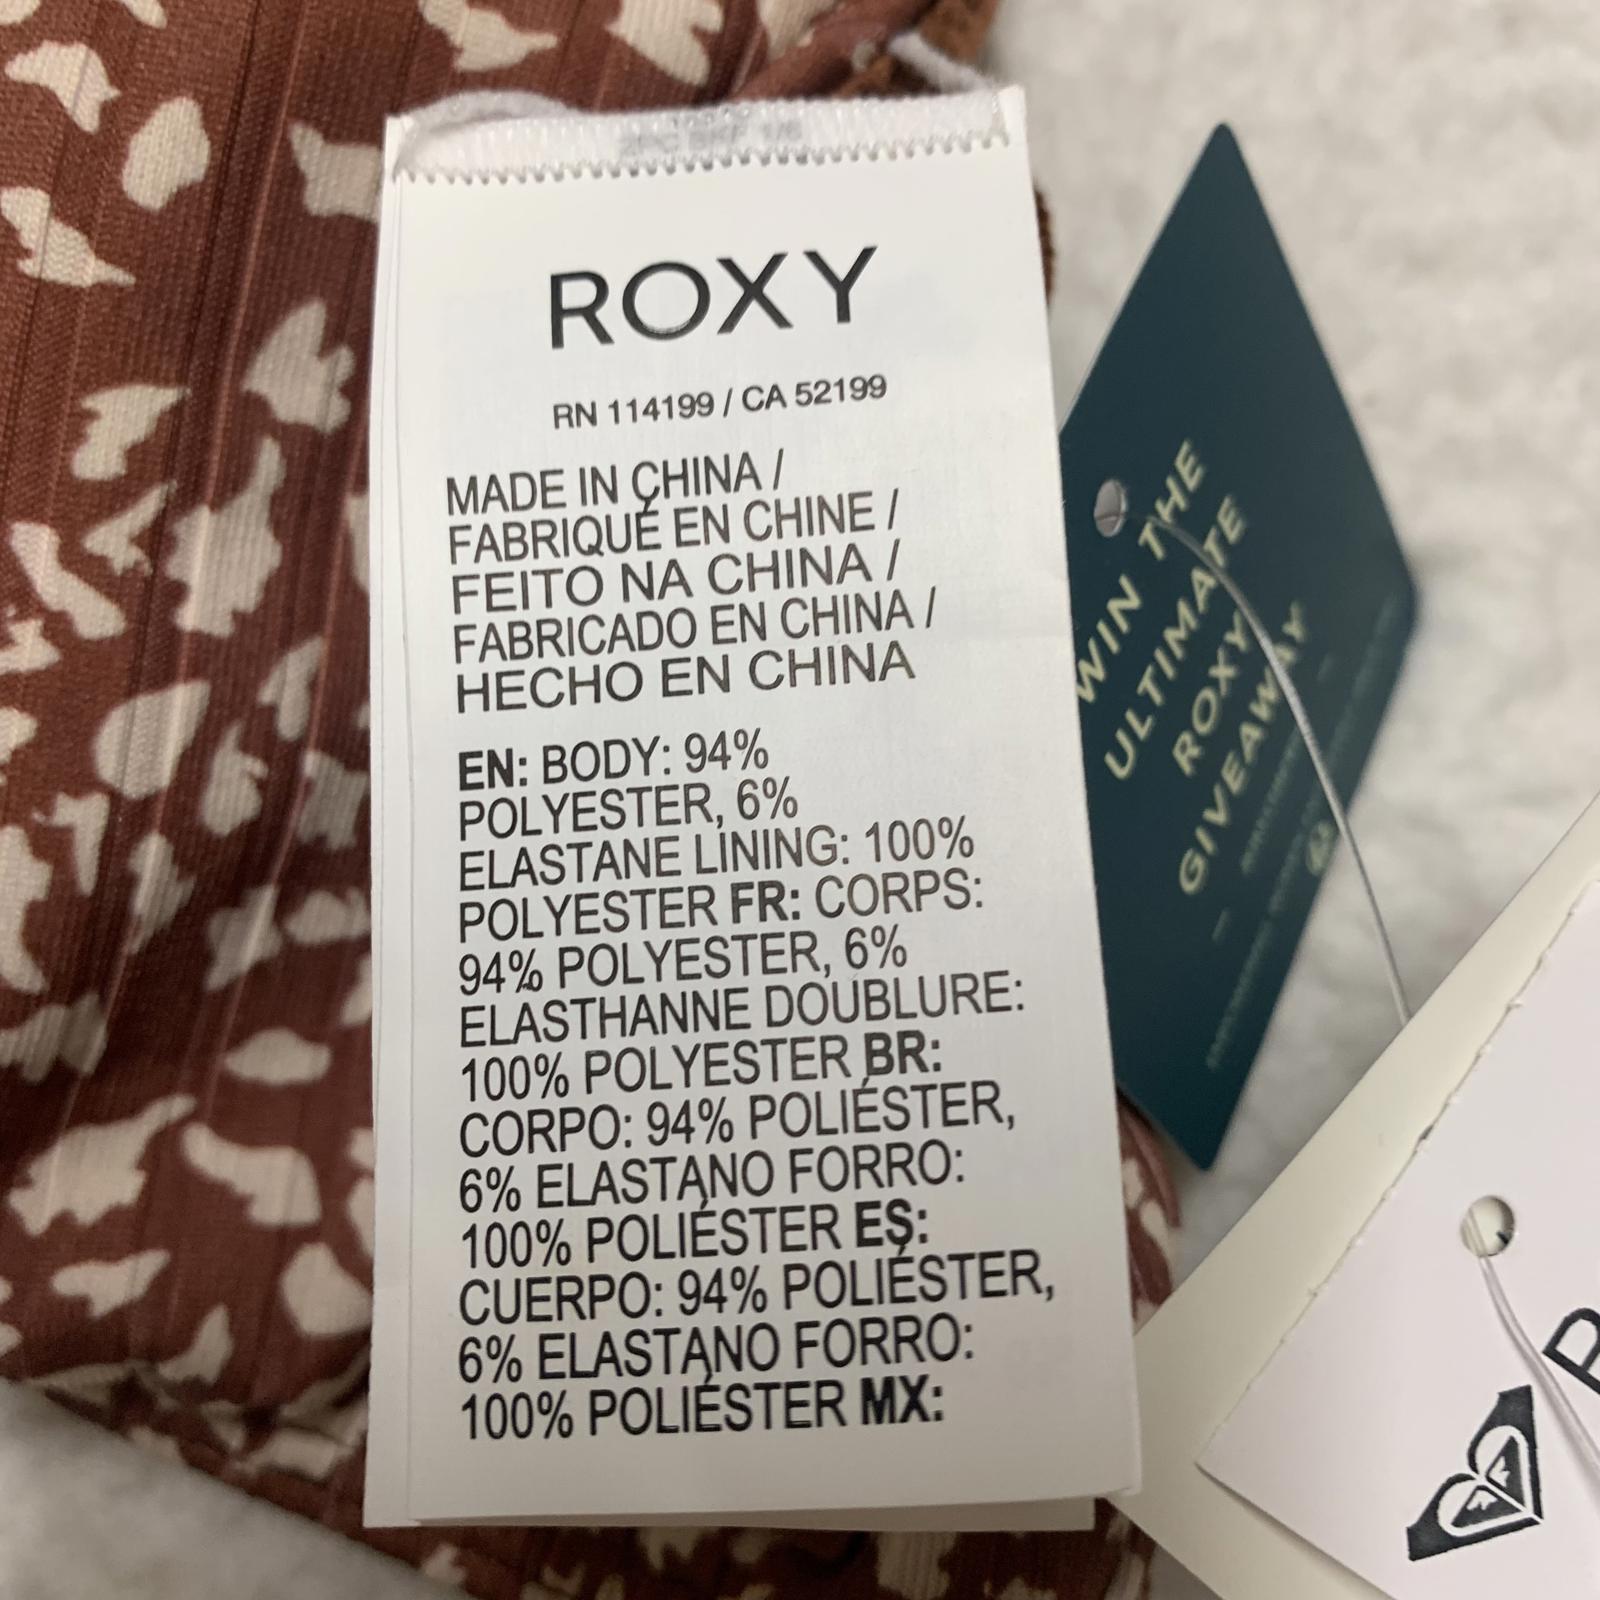 ROXY
RN 114199 / CA 52199
MADE IN CHINA /
FABRIQUÉ EN CHINE /
FEITO NA CHINA /
FABRICADO EN CHINA /
HECHO EN CHINA
EN: BODY: 94%
POLYESTER, 6%
ELASTANE LINING: 100%
POLYESTER FR: CORPS:
94% POLYESTER, 6%
ELASTHANNE DOUBLURE:
100% POLYESTER BR:
CORPO: 94% POLIÉSTER,
6% ELASTANO FORRO:
100% POLIÉSTER ES:
CUERPO: 94% POLIÉSTER,
6% ELASTANO FORRO:
100% POLIÉSTER MX:
WIN THE
ULTIMATE
ROXY
GIVEAWAY